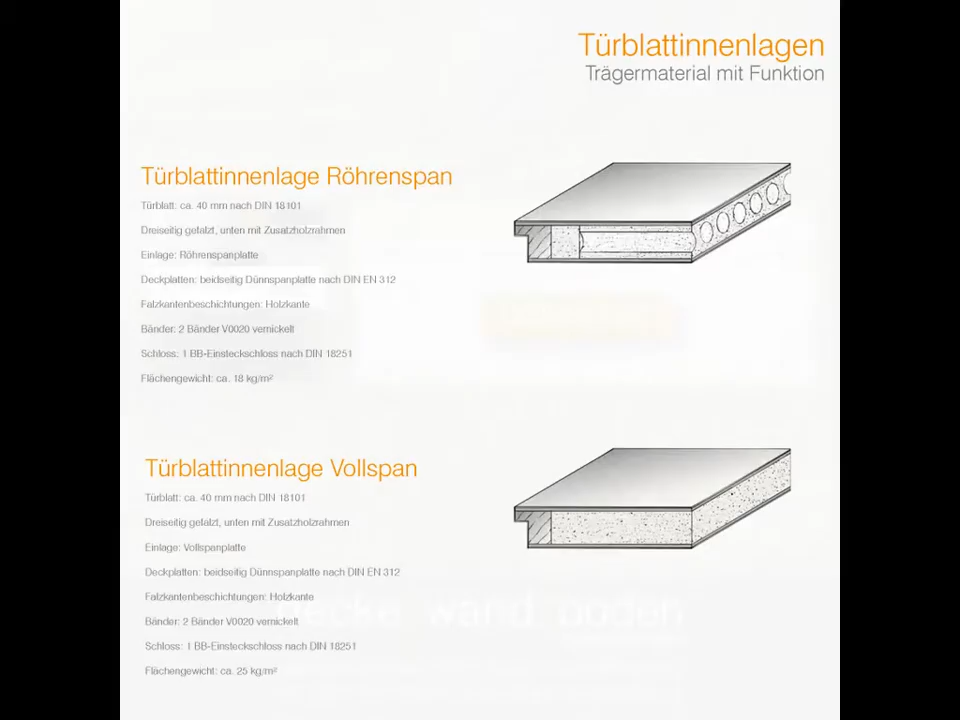 Türblattinnenlagen
Trägermaterial mit Funktion
Türblattinnenlage Röhrenspan
Türblatt: ca. 40 mm nach DIN 18101
Dreiseitig gefalzt, unten mit Zusatzholzrahmen
Einlage: Röhrenspanplatte
Deckplatten: beidseitig Dünnspanplatte nach DIN EN 312
Falzkantenbeschichtungen: Holzkante
Bänder: 2 Bänder V0020 vernickelt
Schloss: 1 BB-Einsteckschloss nach DIN 18251
Flächengewicht: ca. 18 kg/m²
Türblattinnenlage Vollspan
Türblatt: ca. 40 mm nach DIN 18101
Dreiseitig gefalzt, unten mit Zusatzholzrahmen
Einlage: Vollspanplatte
Deckplatten: beidseitig Dünnspanplatte nach DIN EN 312
Falzkantenbeschichtungen: Holzkante
decke wand boden
Bänder: 2 Bänder V0020 vernickelt
Schloss: 1 BB-Einsteckschloss nach DIN 18251
Flächengewicht: ca. 25 kg/m²